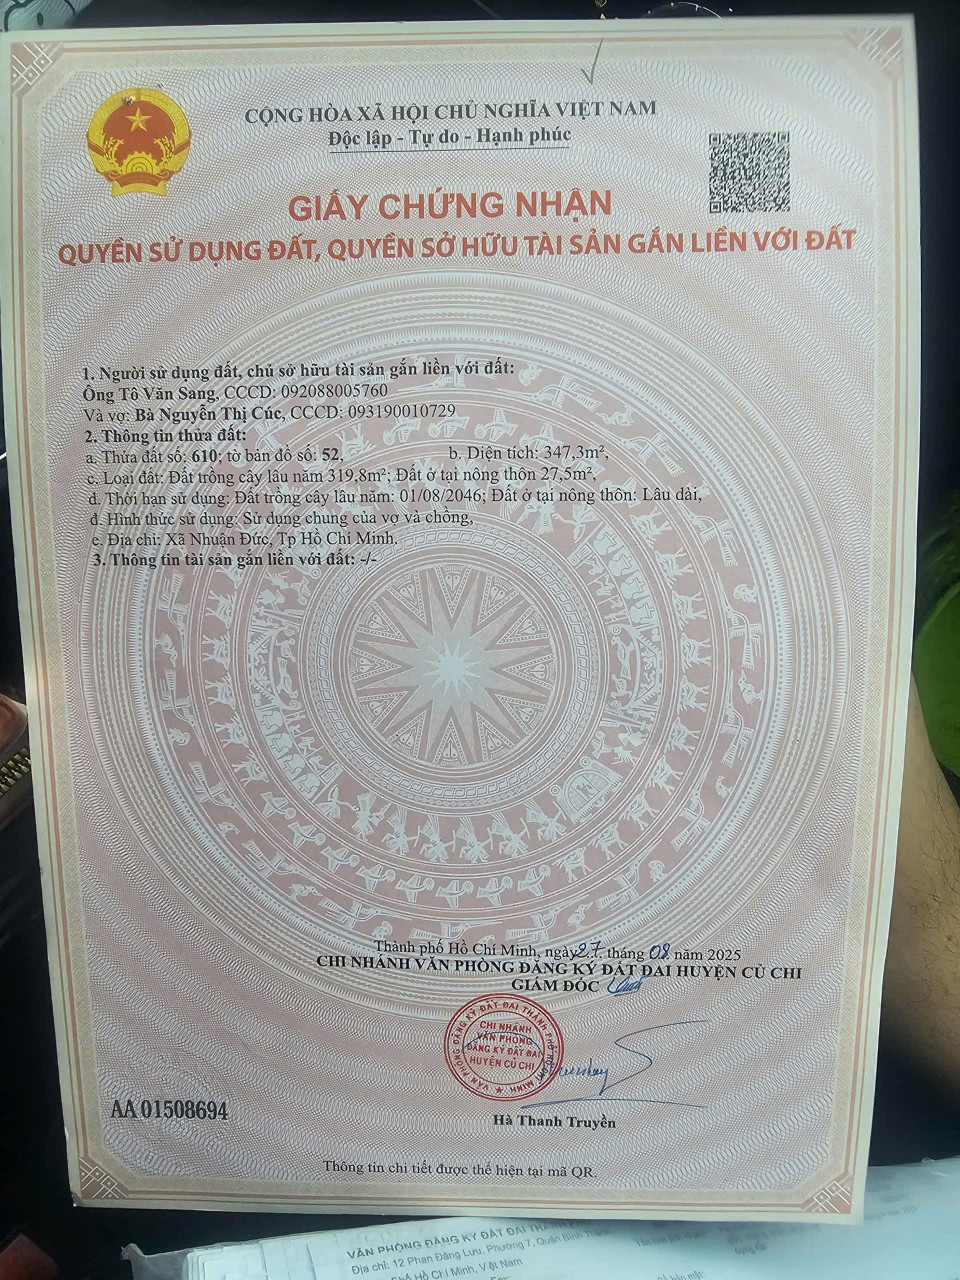 CỘNG HÒA XÃ HỘI CHỦ NGHĨA VIỆT NAM
Độc lập - Tự do - Hạnh phúc
GIẤY CHỨNG NHẬN
QUYỀN SỬ DỤNG ĐẤT, QUYỀN SỞ HỮU TÀI SẢN GẮN LIỀN VỚI ĐẤT
1. Người sử dụng đất, chủ sở hữu tài sản gắn liền với đất:
Ông Tô Văn Sang, CCCD: 092088005760
Và vợ: Bà Nguyễn Thị Cúc, CCCD: 093190010729
2. Thông tin thửa đất:
a. Thửa đất số: 610; tờ bản đồ số: 52, b. Diện tích: 347,3m²,
c. Loại đất: Đất trồng cây lâu năm 319,8m²; Đất ở tại nông thôn 27,5m²,
d. Thời hạn sử dụng: Đất trồng cây lâu năm: 01/08/2046; Đất ở tại nông thôn: Lâu dài,
đ. Hình thức sử dụng: Sử dụng chung của vợ và chồng,
e. Địa chỉ: Xã Nhuận Đức, Tp Hồ Chí Minh.
3. Thông tin tài sản gắn liền với đất: -/-
Thành phố Hồ Chí Minh, ngày 27 tháng 08 năm 2025
CHI NHÁNH VĂN PHÒNG ĐĂNG KÝ ĐẤT ĐAI HUYỆN CỦ CHI
GIÁM ĐỐC
VĂN PHÒNG ĐĂNG KÝ ĐẤT ĐAI THÀNH PHỐ HỒ CHÍ MINH
CHI NHÁNH
VĂN PHÒNG
ĐĂNG KÝ ĐẤT ĐAI
HUYỆN CỦ CHI
Hà Thanh Truyền
AA 01508694
Thông tin chi tiết được thể hiện tại mã QR.
VĂN PHÒNG ĐĂNG KÝ ĐẤT ĐAI
Địa chỉ: 12 Phan Đăng Lưu, Phường 7, Quận Bình
Hồ Chí Minh, Việt Nam